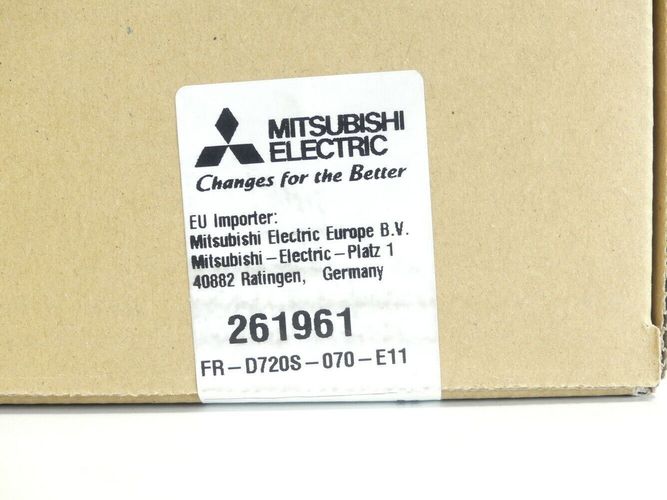 MITSUBISHI
ELECTRIC
Changes for the Better
EU Importer:
Mitsubishi Electric Europe B.V.
Mitsubishi-Electric-Platz 1
40882 Ratingen, Germany
261961
FR-D720S-070-E11